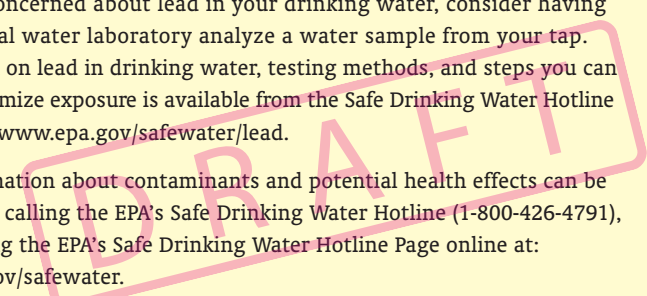 concerned about lead in your drinking water, consider having
al water laboratory analyze a water sample from your tap.
on lead in drinking water, testing methods, and steps you can
mize exposure is available from the Safe Drinking Water Hotline
www.epa.gov/safewater/lead.
nation about contaminants and potential health effects can be
calling the EPA's Safe Drinking Water Hotline (1-800-426-4791),
g the EPA's Safe Drinking Water Hotline Page online at:
ov/safewater.
DRAFT